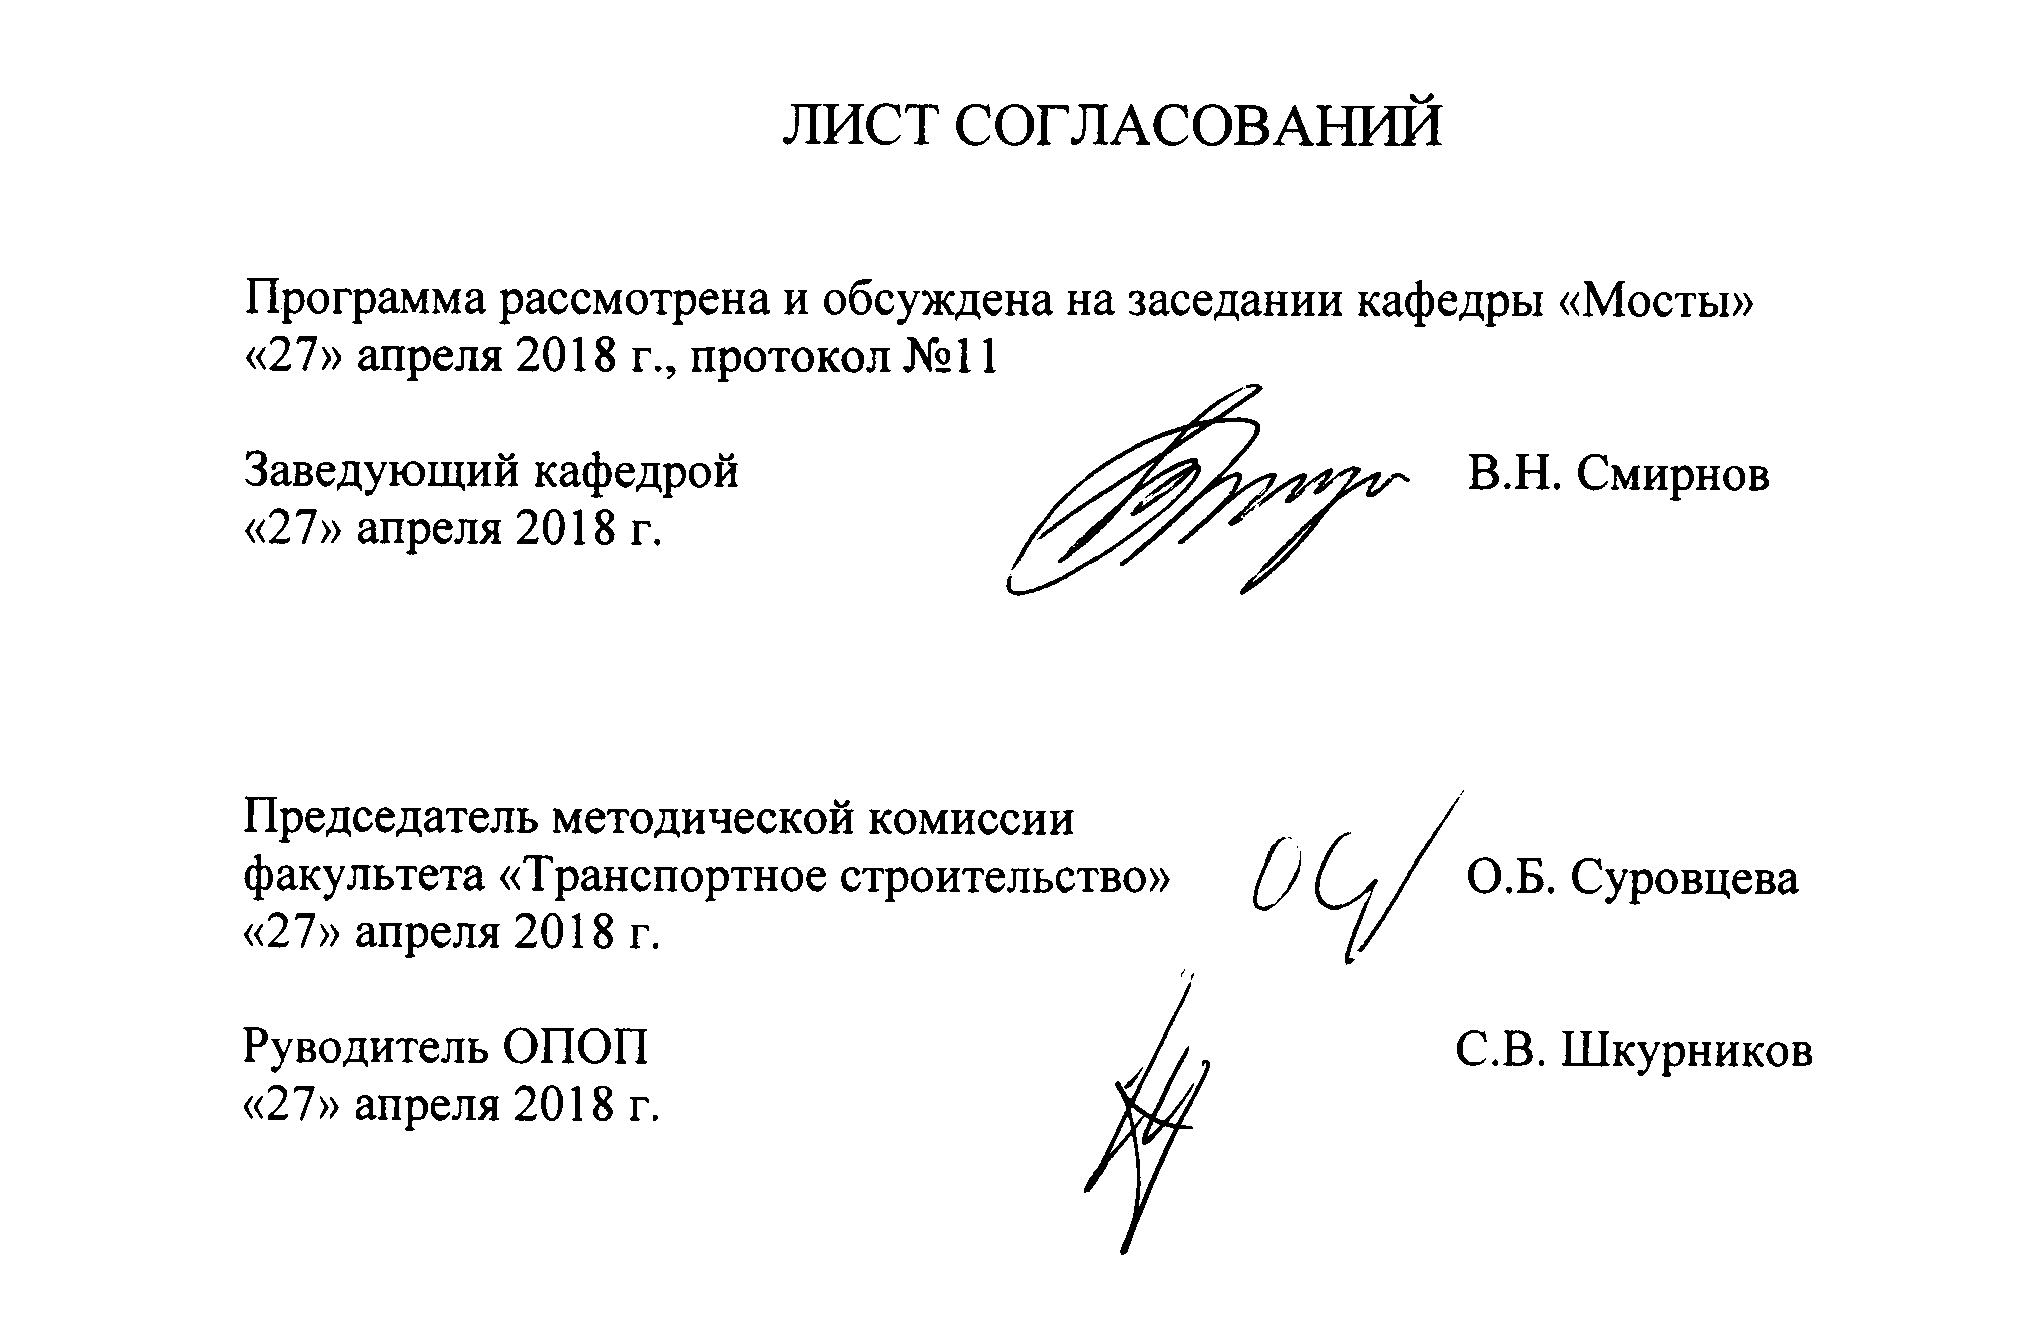 ЛИСТ СОГЛАСОВАНИЙ
Программа рассмотрена и обсуждена на заседании кафедры «Мосты»
«27» апреля 2018 г., протокол №11
Заведующий кафедрой В.Н. Смирнов
«27» апреля 2018 г.
Председатель методической комиссии
факультета «Транспортное строительство» О.Б. Суровцева
«27» апреля 2018 г.
Руводитель ОПОП С.В. Шкурников
«27» апреля 2018 г.